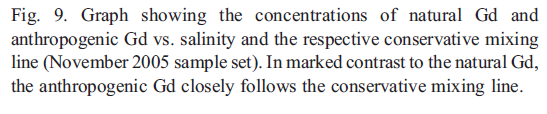 Fig. 9. Graph showing the concentrations of natural Gd and
anthropogenic Gd vs. salinity and the respective conservative mixing
line (November 2005 sample set). In marked contrast to the natural Gd,
the anthropogenic Gd closely follows the conservative mixing line.